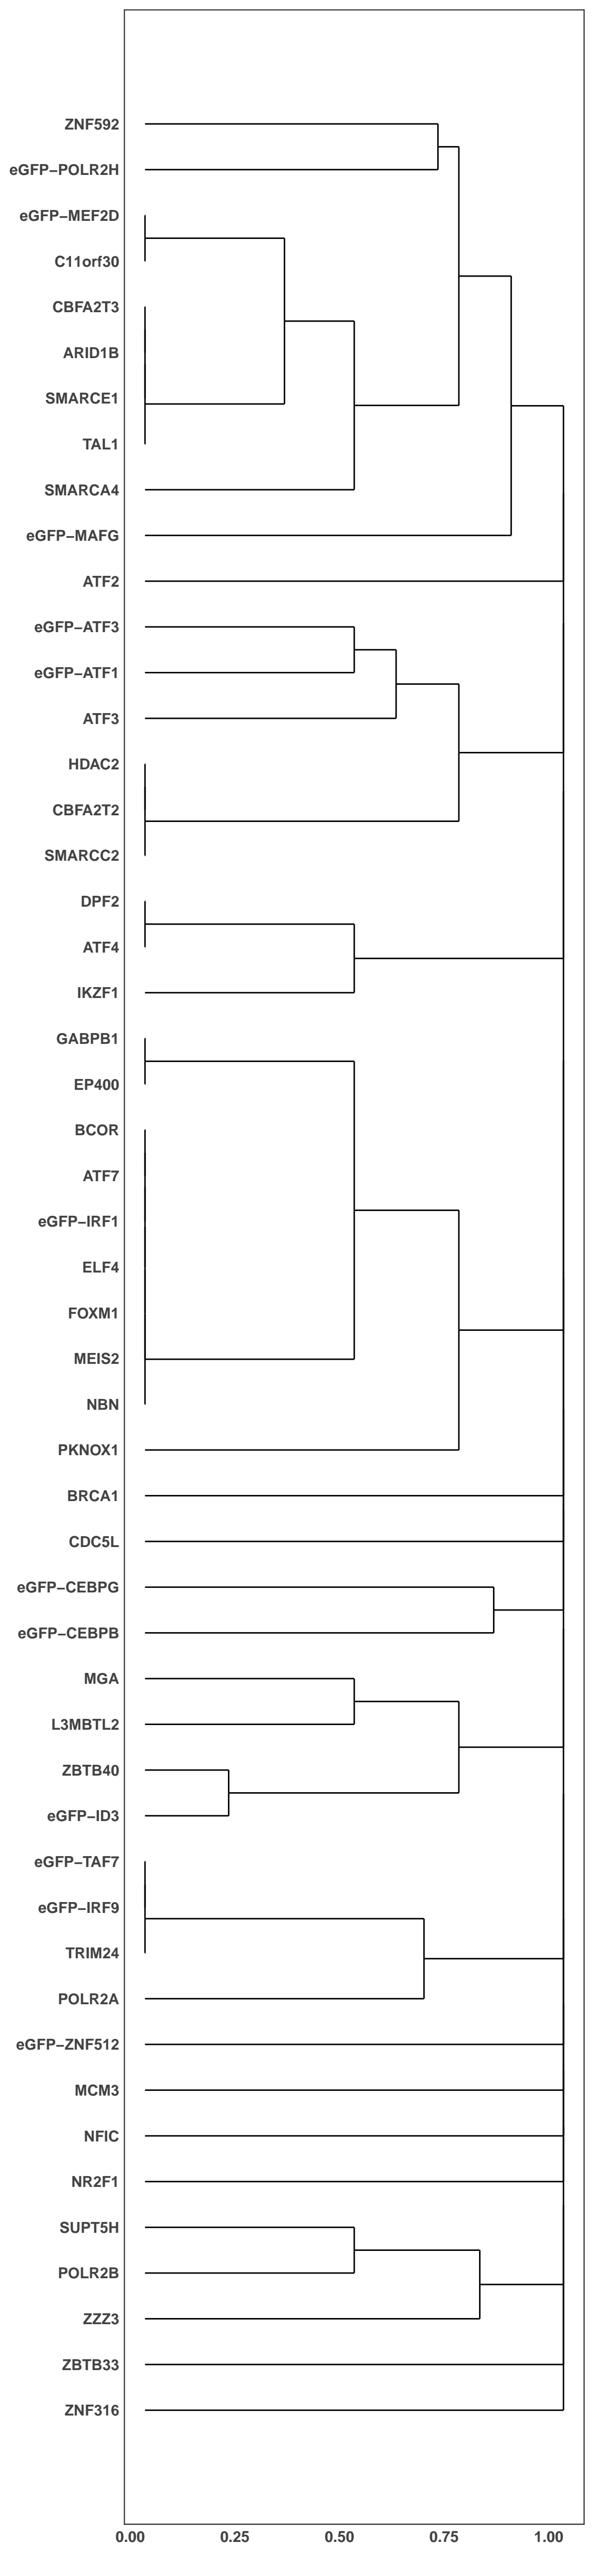 ZNF592
eGFP−POLR2H
eGFP−MEF2D
C11orf30
CBFA2T3
ARID1B
SMARCE1
TAL1
SMARCA4
eGFP−MAFG
ATF2
eGFP−ATF3
eGFP−ATF1
ATF3
HDAC2
CBFA2T2
SMARCC2
DPF2
ATF4
IKZF1
GABPB1
EP400
BCOR
ATF7
eGFP−IRF1
ELF4
FOXM1
MEIS2
NBN
PKNOX1
BRCA1
CDC5L
eGFP−CEBPG
eGFP−CEBPB
MGA
L3MBTL2
ZBTB40
eGFP−ID3
eGFP−TAF7
eGFP−IRF9
TRIM24
POLR2A
eGFP−ZNF512
MCM3
NFIC
NR2F1
SUPT5H
POLR2B
ZZZ3
ZBTB33
ZNF316
0.00 0.25 0.50 0.75 1.00